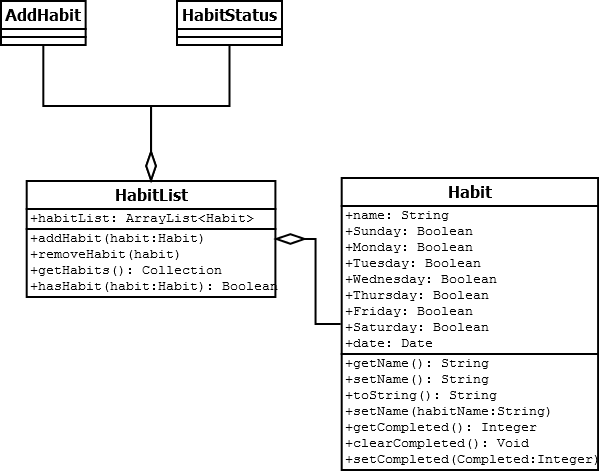 AddHabit
HabitStatus
HabitList
+habitList: ArrayList<Habit>
+addHabit(habit:Habit)
+removeHabit(habit)
+getHabits(): Collection
+hasHabit(habit:Habit): Boolean
Habit
+name: String
+Sunday: Boolean
+Monday: Boolean
+Tuesday: Boolean
+Wednesday: Boolean
+Thursday: Boolean
+Friday: Boolean
+Saturday: Boolean
+date: Date
+getName(): String
+setName(): String
+toString(): String
+setName(habitName:String)
+getCompleted(): Integer
+clearCompleted(): Void
+setCompleted(Completed:Integer)